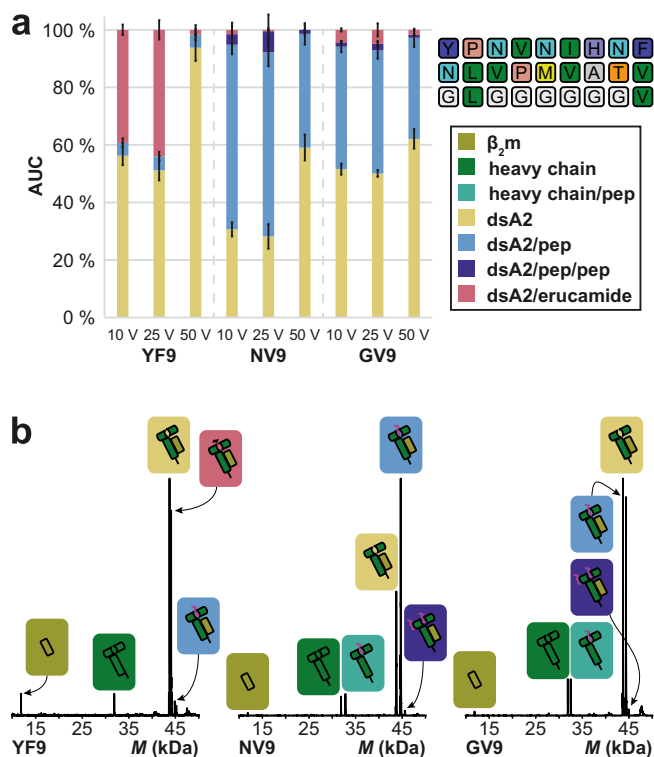 a
100 %
80 %
60 %
40 %
20 %
0 %
AUC
10 V 25 V 50 V 10 V 25 V 50 V 10 V 25 V 50 V
YF9 NV9 GV9
Y P N V N I H N F
N L V P M V A T V
G L G G G G G G V
β₂m
heavy chain
heavy chain/pep
dsA2
dsA2/pep
dsA2/pep/pep
dsA2/erucamide
b
15 25 35 45 15 25 35 45 15 25 35 45
YF9 M (kDa) NV9 M (kDa) GV9 M (kDa)